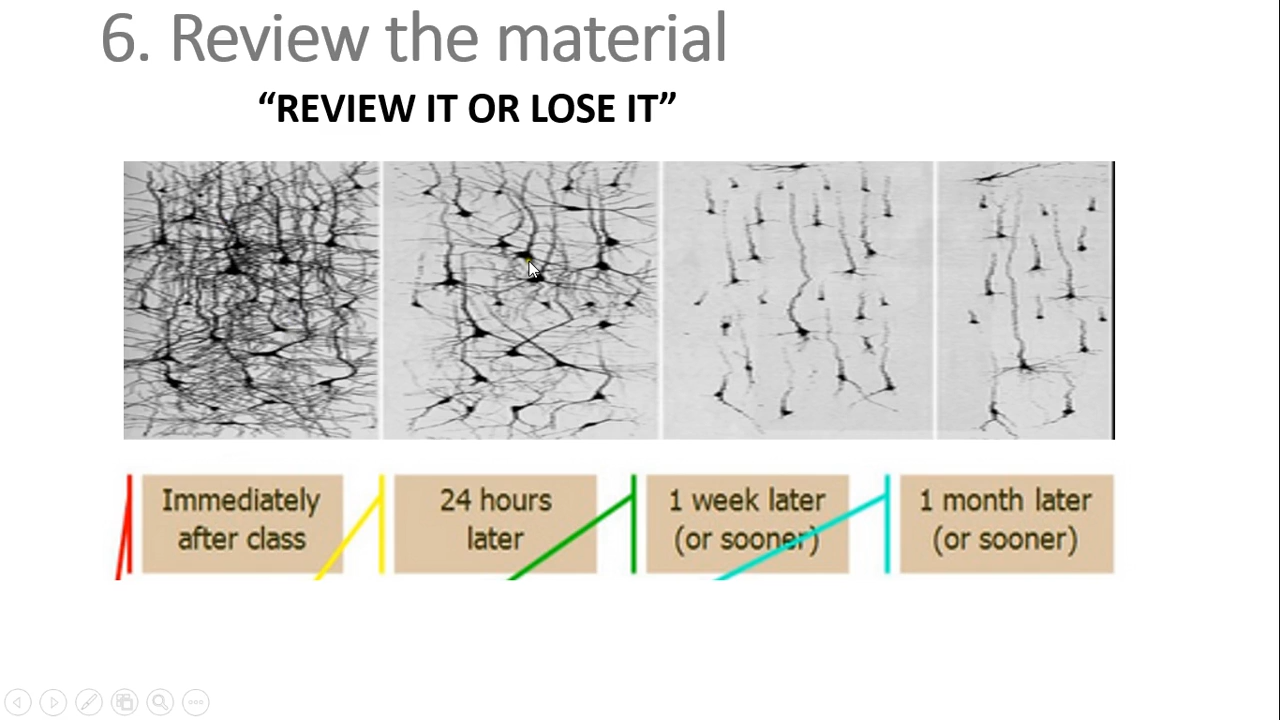 6. Review the material
“REVIEW IT OR LOSE IT”
Immediately
after class
24 hours
later
1 week later
(or sooner)
1 month later
(or sooner)